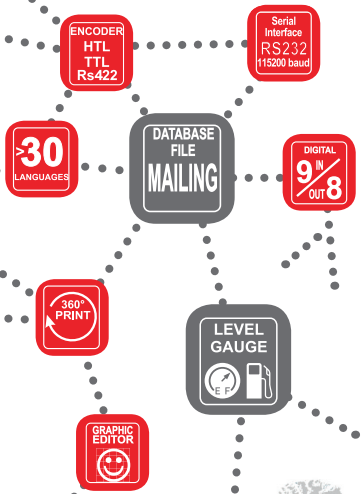 ENCODER
HTL
TTL
Rs422
Serial
Interface
RS232
115200 baud
>30
LANGUAGES
DATABASE
FILE
MAILING
DIGITAL
9 IN
OUT 8
360°
PRINT
LEVEL
GAUGE
E F
GRAPHIC
EDITOR